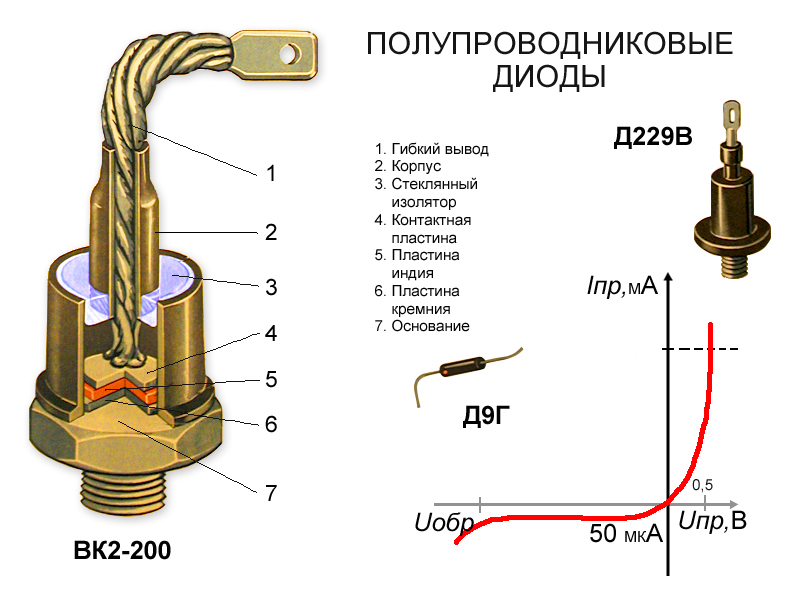 ПОЛУПРОВОДНИКОВЫЕ
ДИОДЫ
Д229В
1. Гибкий вывод
2. Корпус
3. Стеклянный
изолятор
4. Контактная
пластина
5. Пластина
индия
6. Пластина
кремния
7. Основание
1
2
3
4
5
6
7
ВК2-200
Д9Г
Iпр,мА
0,5
Uобр
50 мкА
Uпр,В